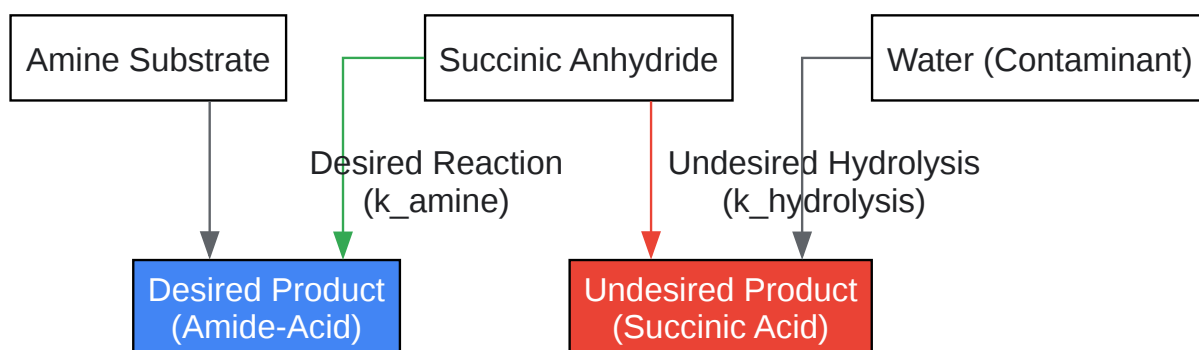 Amine Substrate
Succinic Anhydride
Water (Contaminant)
Desired Reaction
(k_amine)
Undesired Hydrolysis
(k_hydrolysis)
Desired Product
(Amide-Acid)
Undesired Product
(Succinic Acid)